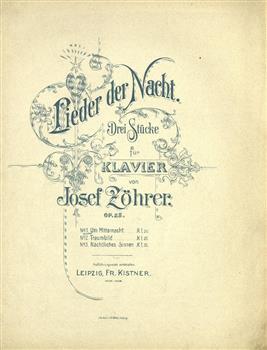 Lieder der Nacht.
Drei Stücke
für
KLAVIER
von
Josef Zöhrer.
OP. 25.
No 1. Um Mitternacht
No 2. Traumbild
No 3. Nächtliches Sinnen
LEIPZIG, FR. KISTNER.